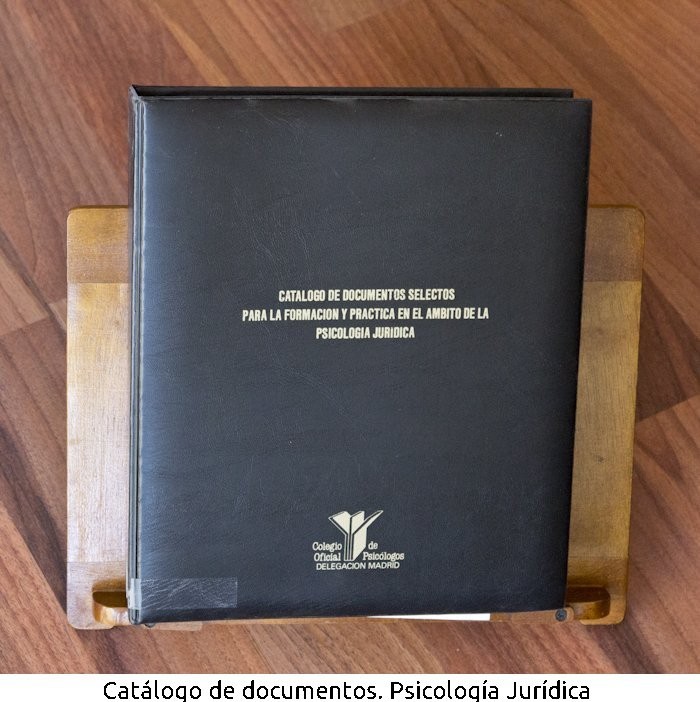 CATALOGO DE DOCUMENTOS SELECTOS
PARA LA FORMACION Y PRACTICA EN EL AMBITO DE LA
PSICOLOGIA JURIDICA
Colegio de
Oficial Psicólogos
DELEGACION MADRID
Catálogo de documentos. Psicología Jurídica